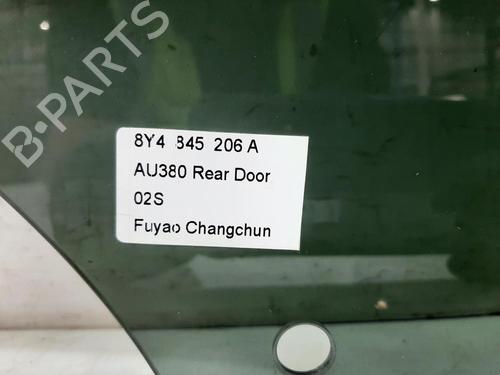 B-PARTS
8Y4 845 206 A
AU380 Rear Door
02S
Fuyao Changchun